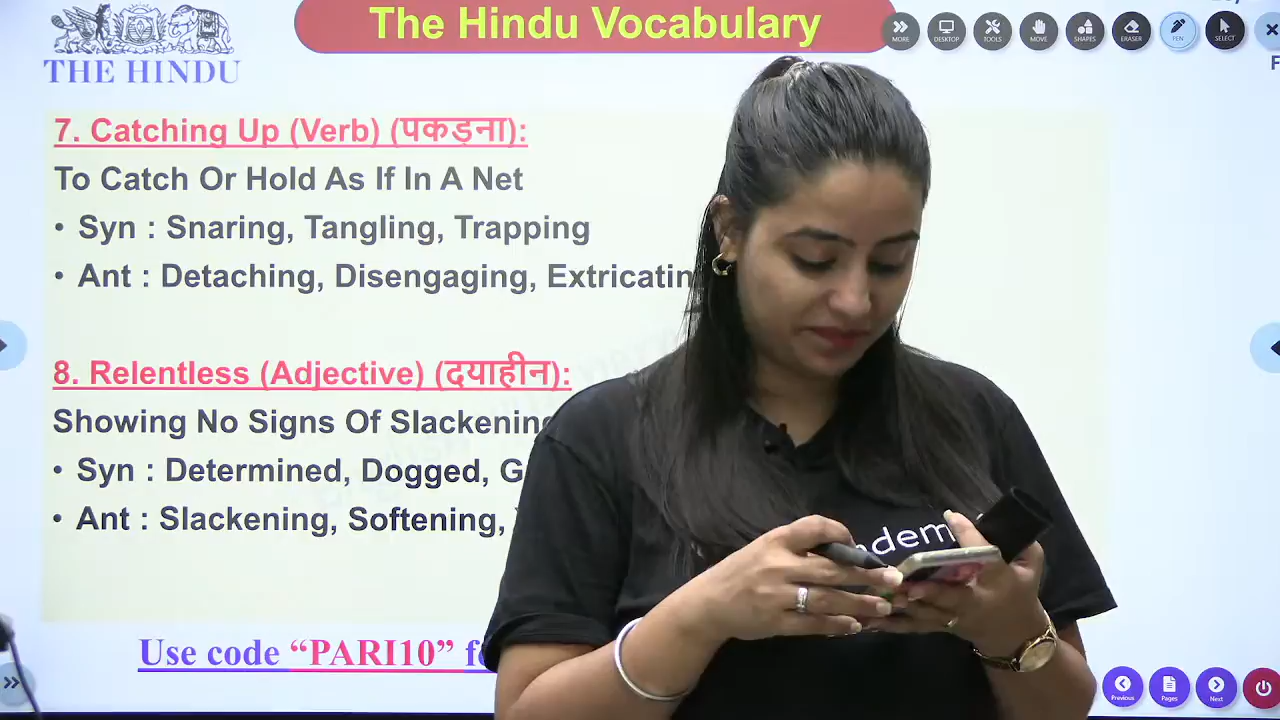 The Hindu Vocabulary
THE HINDU
MORE
DESKTOP
TOOLS
MOVE
SHAPES
ERASER
PEN
SELECT
F
7. Catching Up (Verb) (पकड़ना):
To Catch Or Hold As If In A Net
• Syn : Snaring, Tangling, Trapping
• Ant : Detaching, Disengaging, Extricatin
8. Relentless (Adjective) (दयाहीन):
Showing No Signs Of Slackening
• Syn : Determined, Dogged, G
• Ant : Slackening, Softening,
ndem
Use code “PARI10” fo
Previous
Pages
Next